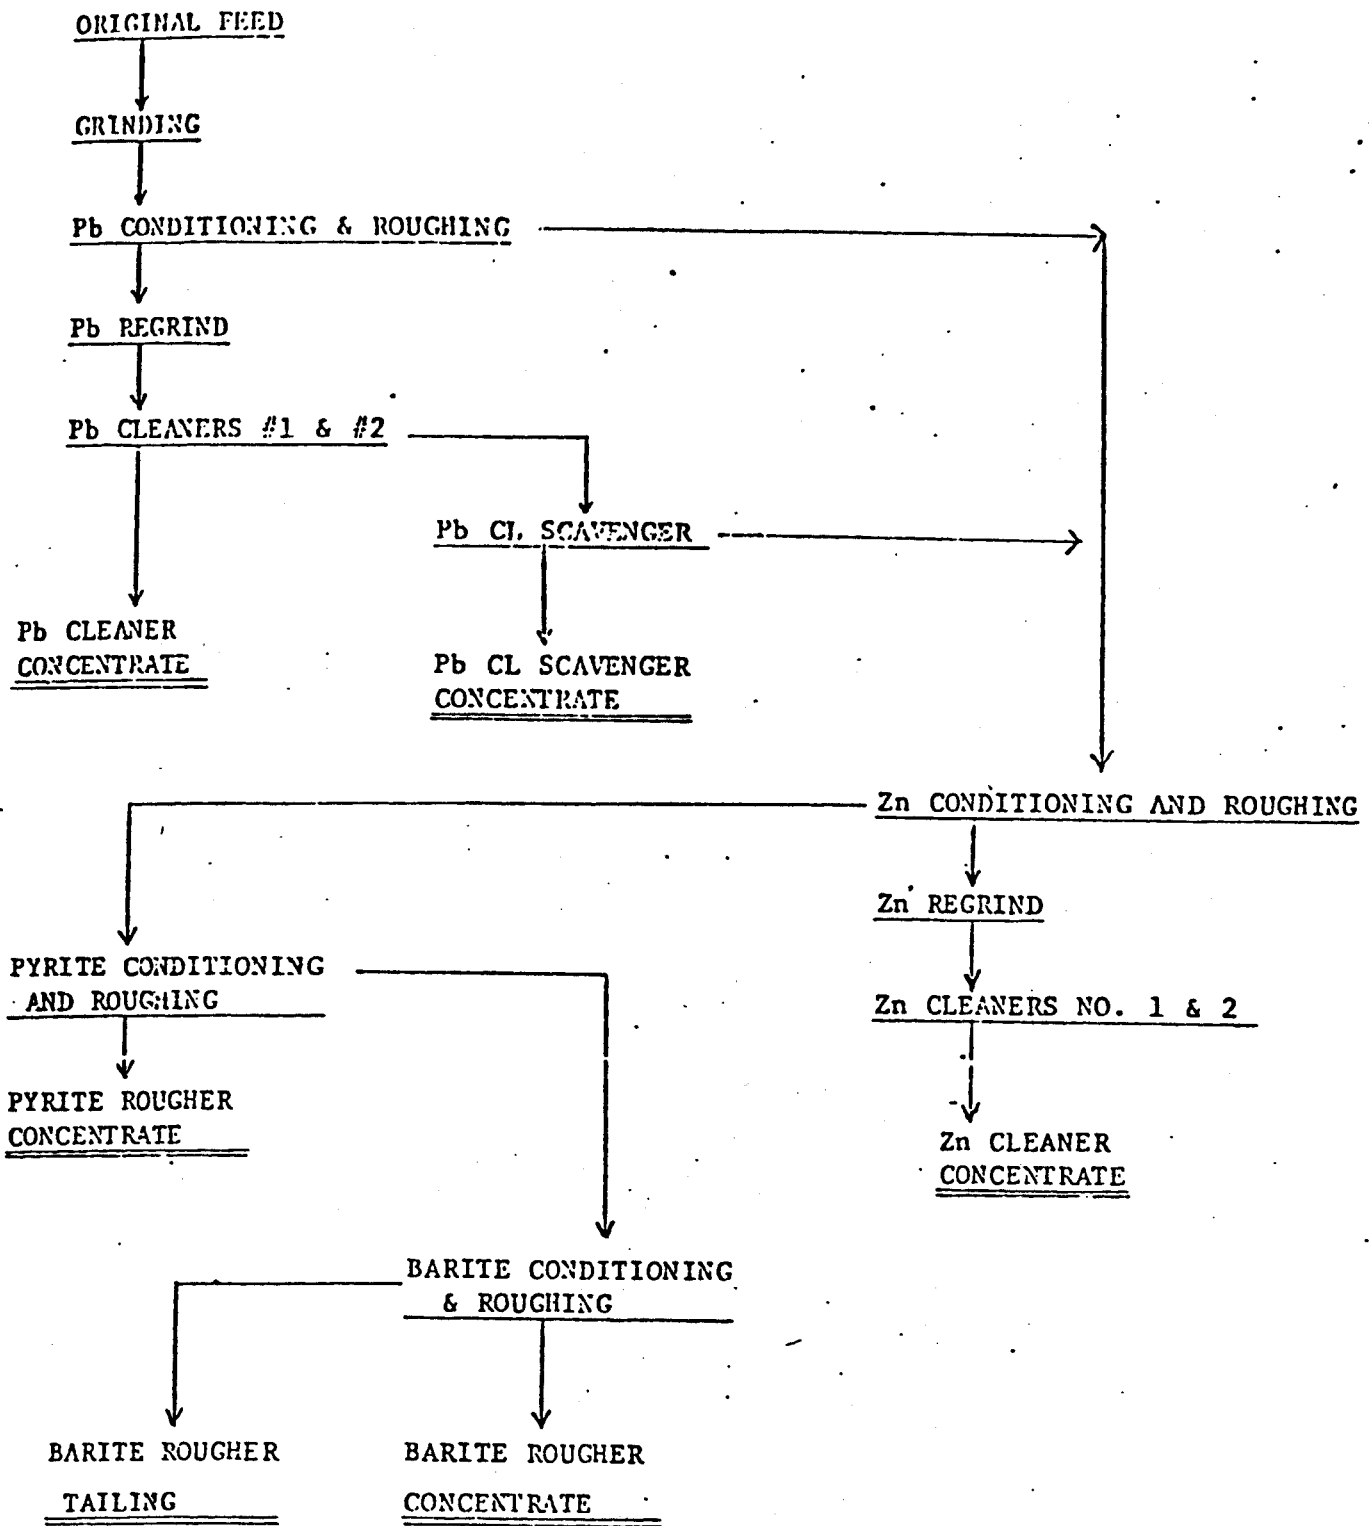 ORIGINAL FEED
GRINDING
Pb CONDITIONING & ROUGHING
Pb REGRIND
Pb CLEANERS #1 & #2
Pb CL SCAVENGER
Pb CLEANER
CONCENTRATE
Pb CL SCAVENGER
CONCENTRATE
Zn CONDITIONING AND ROUGHING
Zn REGRIND
PYRITE CONDITIONING
AND ROUGHING
Zn CLEANERS NO. 1 & 2
PYRITE ROUGHER
CONCENTRATE
Zn CLEANER
CONCENTRATE
BARITE CONDITIONING
& ROUGHING
BARITE ROUGHER
TAILING
BARITE ROUGHER
CONCENTRATE